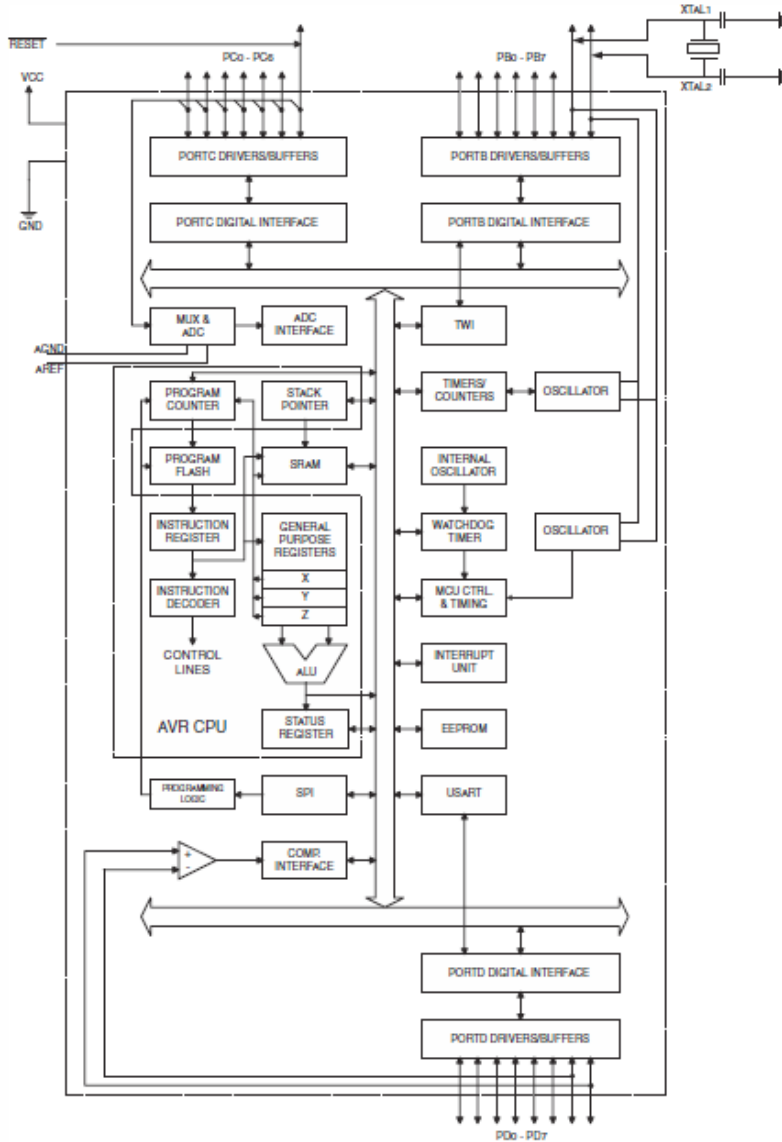 XTAL1
RESET
PC0 - PC6
PB0 - PB7
VCC
XTAL2
PORTC DRIVERS/BUFFERS
PORTB DRIVERS/BUFFERS
PORTC DIGITAL INTERFACE
PORTB DIGITAL INTERFACE
GND
MUX &
ADC
ADC
INTERFACE
TWI
AGND
AREF
PROGRAM
COUNTER
STACK
POINTER
TIMERS/
COUNTERS
OSCILLATOR
PROGRAM
FLASH
SRAM
INTERNAL
OSCILLATOR
INSTRUCTION
REGISTER
GENERAL
PURPOSE
REGISTERS
WATCHDOG
TIMER
OSCILLATOR
X
INSTRUCTION
DECODER
Y
MCU CTRL.
& TIMING
Z
CONTROL
LINES
ALU
INTERRUPT
UNIT
AVR CPU
STATUS
REGISTER
EEPROM
PROGRAMMING
LOGIC
SPI
USART
+
-
COMP.
INTERFACE
PORTD DIGITAL INTERFACE
PORTD DRIVERS/BUFFERS
PD0 - PD7